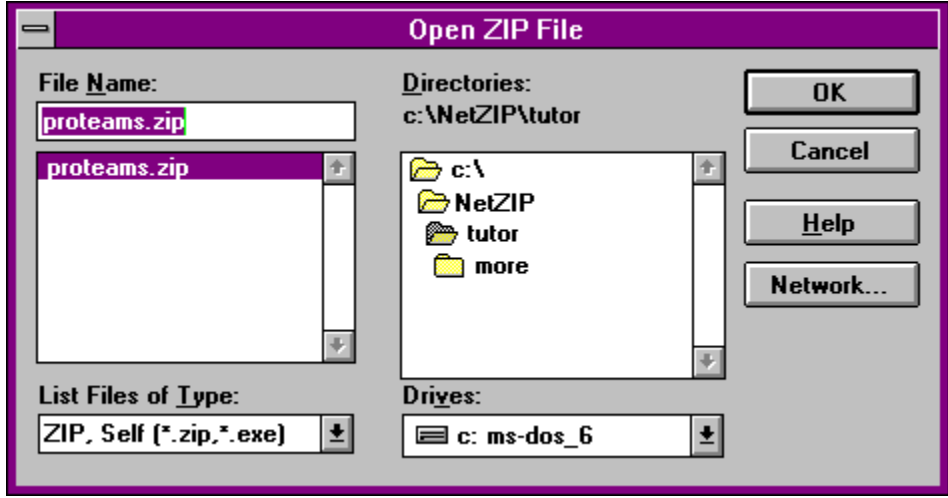 Open ZIP File
File Name:
proteams.zip
proteams.zip
List Files of Type:
ZIP, Self (*.zip,*.exe)
Directories:
c:\NetZIP\tutor
c:\
NetZIP
tutor
more
Drives:
c: ms-dos_6
OK
Cancel
Help
Network...